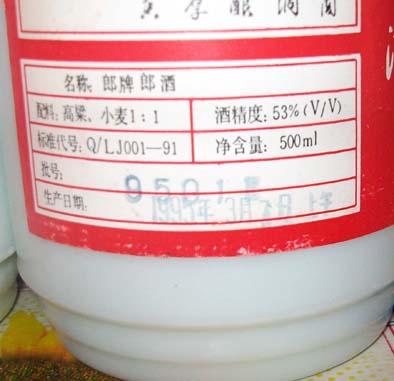 名称: 郎牌郎酒
配料: 高粱、小麦1:1
酒精度: 53%(V/V)
标准代号: Q/LJ001—91
净含量: 500ml
批号:
9501
生产日期:
1995年3月